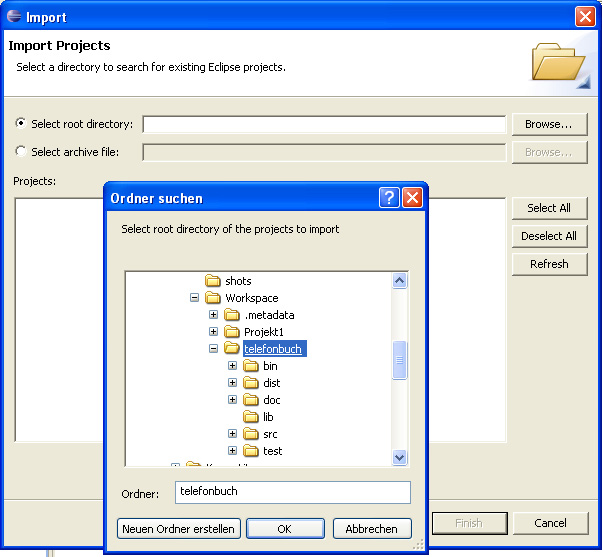 Import
Import Projects
Select a directory to search for existing Eclipse projects.
Select root directory:
Browse...
Select archive file:
Browse...
Projects:
Select All
Deselect All
Refresh
Ordner suchen
Select root directory of the projects to import
shots
Workspace
.metadata
Projekt1
telefonbuch
bin
dist
doc
lib
src
test
Ordner:
telefonbuch
Neuen Ordner erstellen
OK
Abbrechen
Finish
Cancel